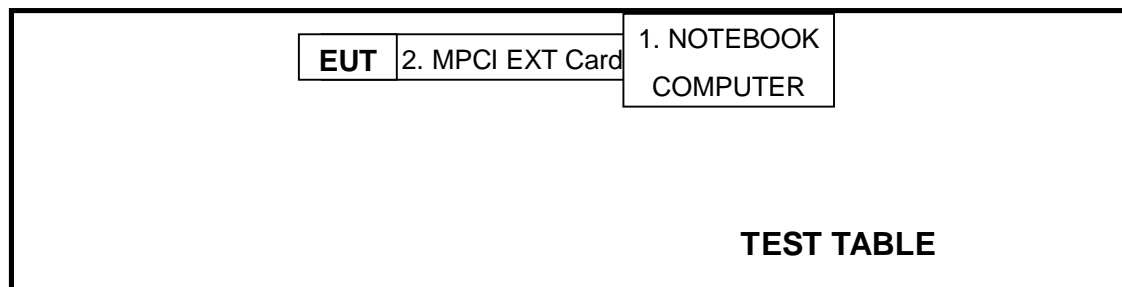 EUT
2. MPCI EXT Card
1. NOTEBOOK
COMPUTER
TEST TABLE